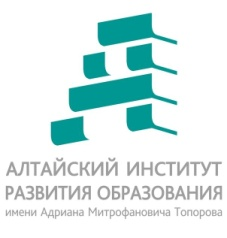 АЛТАЙСКИЙ ИНСТИТУТ
РАЗВИТИЯ ОБРАЗОВАНИЯ
имени Адриана Митрофановича Топорова